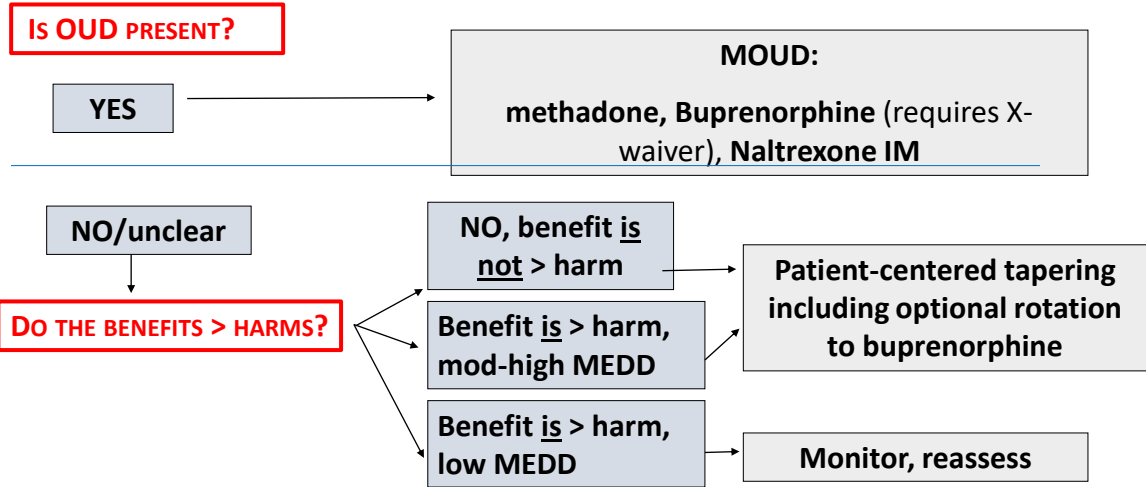 IS OUD PRESENT?
YES
MOUD:
methadone, Buprenorphine (requires X-
waiver), Naltrexone IM
NO/unclear
DO THE BENEFITS > HARMS?
NO, benefit is
not > harm
Benefit is > harm,
mod-high MEDD
Patient-centered tapering
including optional rotation
to buprenorphine
Benefit is > harm,
low MEDD
Monitor, reassess